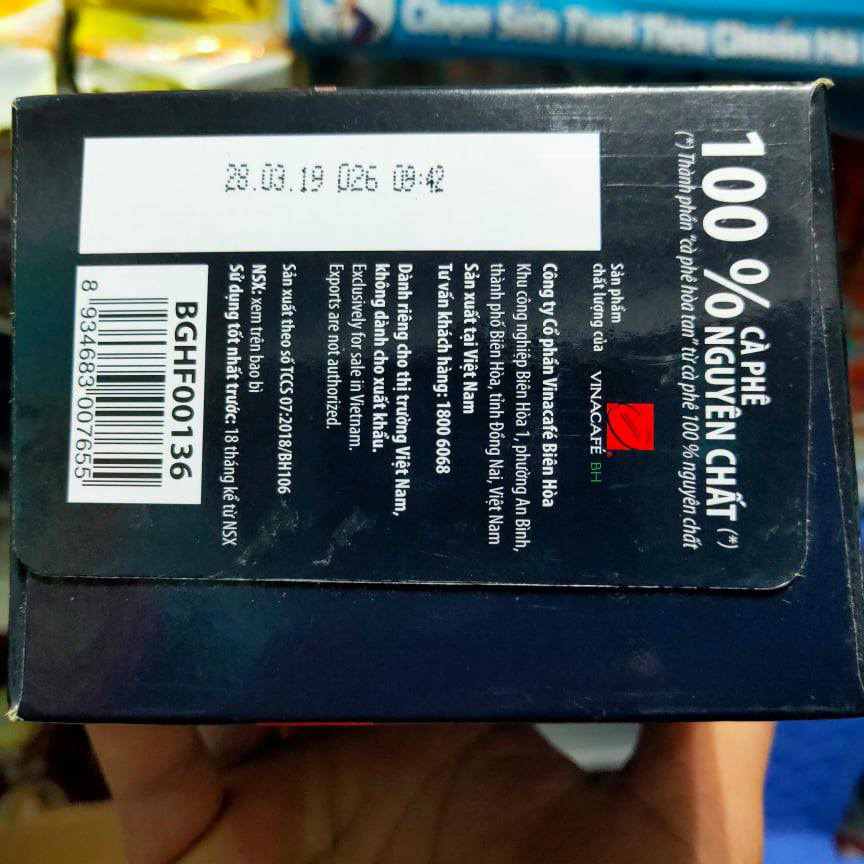 Chọn Sữa Tươi Tiêu Chuẩn Hà
100 % CÀ PHÊ
NGUYÊN CHẤT (*)
(*) Thành phần "cà phê hòa tan" từ cà phê 100 % nguyên chất
Sản phẩm
chất lượng của
VINACAFÉ BH
Công ty Cổ phần Vinacafé Biên Hòa
Khu công nghiệp Biên Hòa 1, phường An Bình,
thành phố Biên Hòa, tỉnh Đồng Nai, Việt Nam
Sản xuất tại Việt Nam
Tư vấn khách hàng: 1800 6068
Dành riêng cho thị trường Việt Nam,
không dành cho xuất khẩu.
Exclusively for sale in Vietnam.
Exports are not authorized.
Sản xuất theo số TCCS 07:2018/BH106
NSX: xem trên bao bì
Sử dụng tốt nhất trước: 18 tháng kể từ NSX
28.03.19 026 09:42
BGHF00136
8 934683 007655